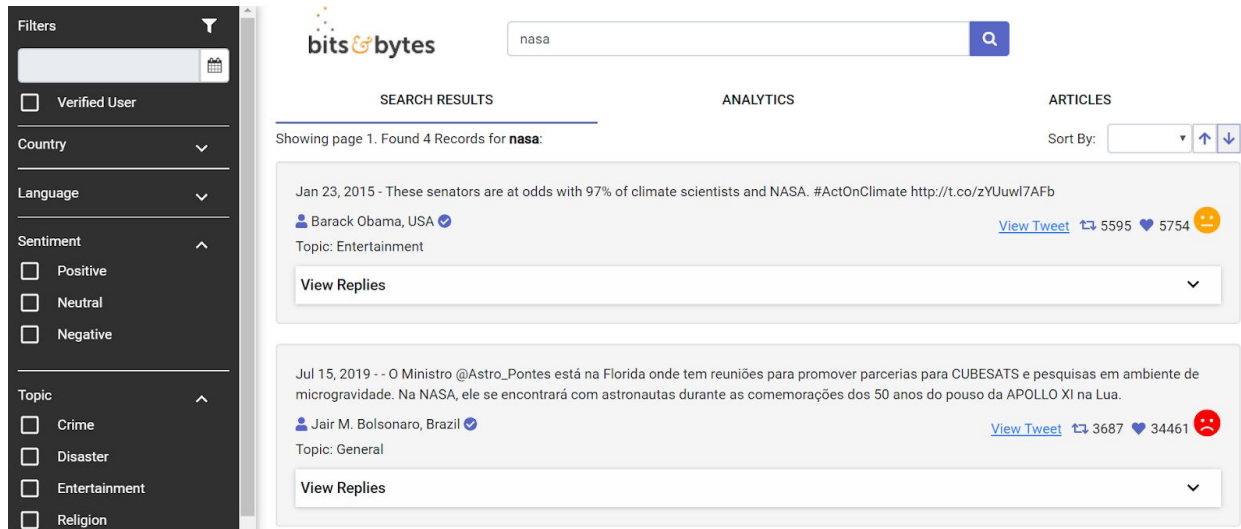 Filters
Verified User
Country
Language
Sentiment
Positive
Neutral
Negative
Topic
Crime
Disaster
Entertainment
Religion
bits&bytes
nasa
SEARCH RESULTS
ANALYTICS
ARTICLES
Showing page 1. Found 4 Records for nasa:
Sort By:
Jan 23, 2015 - These senators are at odds with 97% of climate scientists and NASA. #ActOnClimate http://t.co/zYUuwl7AFb
Barack Obama, USA
View Tweet 5595 5754
Topic: Entertainment
View Replies
Jul 15, 2019 - - O Ministro @Astro_Pontes está na Florida onde tem reuniões para promover parcerias para CUBESATS e pesquisas em ambiente de
microgravidade. Na NASA, ele se encontrará com astronautas durante as comemorações dos 50 anos do pouso da APOLLO XI na Lua.
Jair M. Bolsonaro, Brazil
View Tweet 3687 34461
Topic: General
View Replies